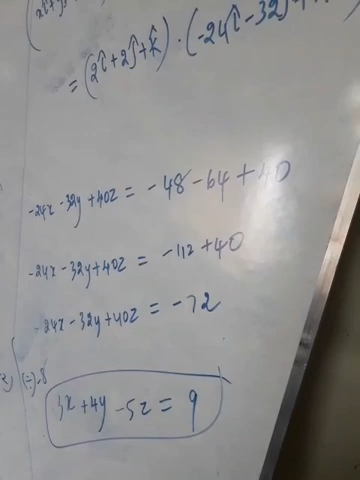 = (2î + 2ĵ + k̂) · (-24î - 32ĵ +
-24x - 32y + 40z = -48 - 64 + 40
-24x - 32y + 40z = -112 + 40
-24x - 32y + 40z = -72
(÷) -8
3x + 4y - 5z = 9